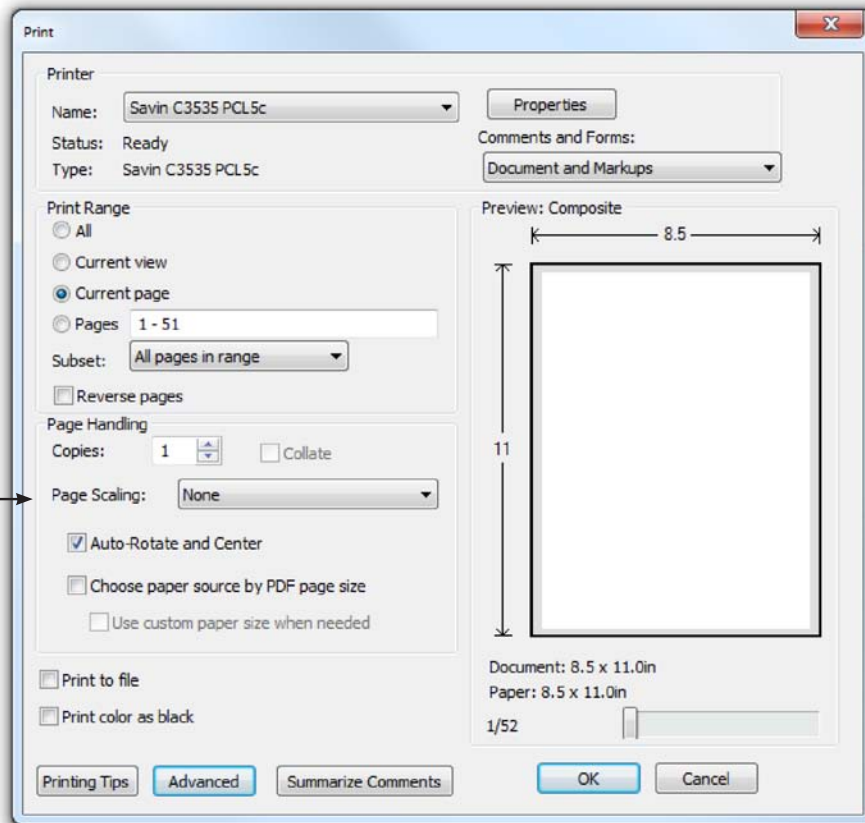 Print
Printer
Name: Savin C3535 PCL5c
Properties
Status: Ready
Comments and Forms:
Type: Savin C3535 PCL5c
Document and Markups
Print Range
All
Current view
Current page
Pages 1 - 51
Subset: All pages in range
Reverse pages
Page Handling
Copies: 1 Collate
Page Scaling: None
Auto-Rotate and Center
Choose paper source by PDF page size
Use custom paper size when needed
Print to file
Print color as black
Preview: Composite
8.5
11
Document: 8.5 x 11.0in
Paper: 8.5 x 11.0in
1/52
Printing Tips Advanced Summarize Comments OK Cancel